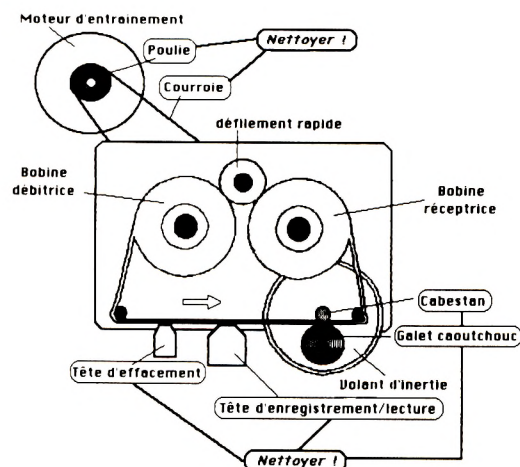 Moteur d'entraînement
Poulie
Nettoyer !
Courroie
défilement rapide
Bobine
débitrice
Bobine
réceptrice
Cabestan
Galet caoutchouc
Tête d'effacement
Volant d'inertie
Tête d'enregistrement/lecture
Nettoyer !